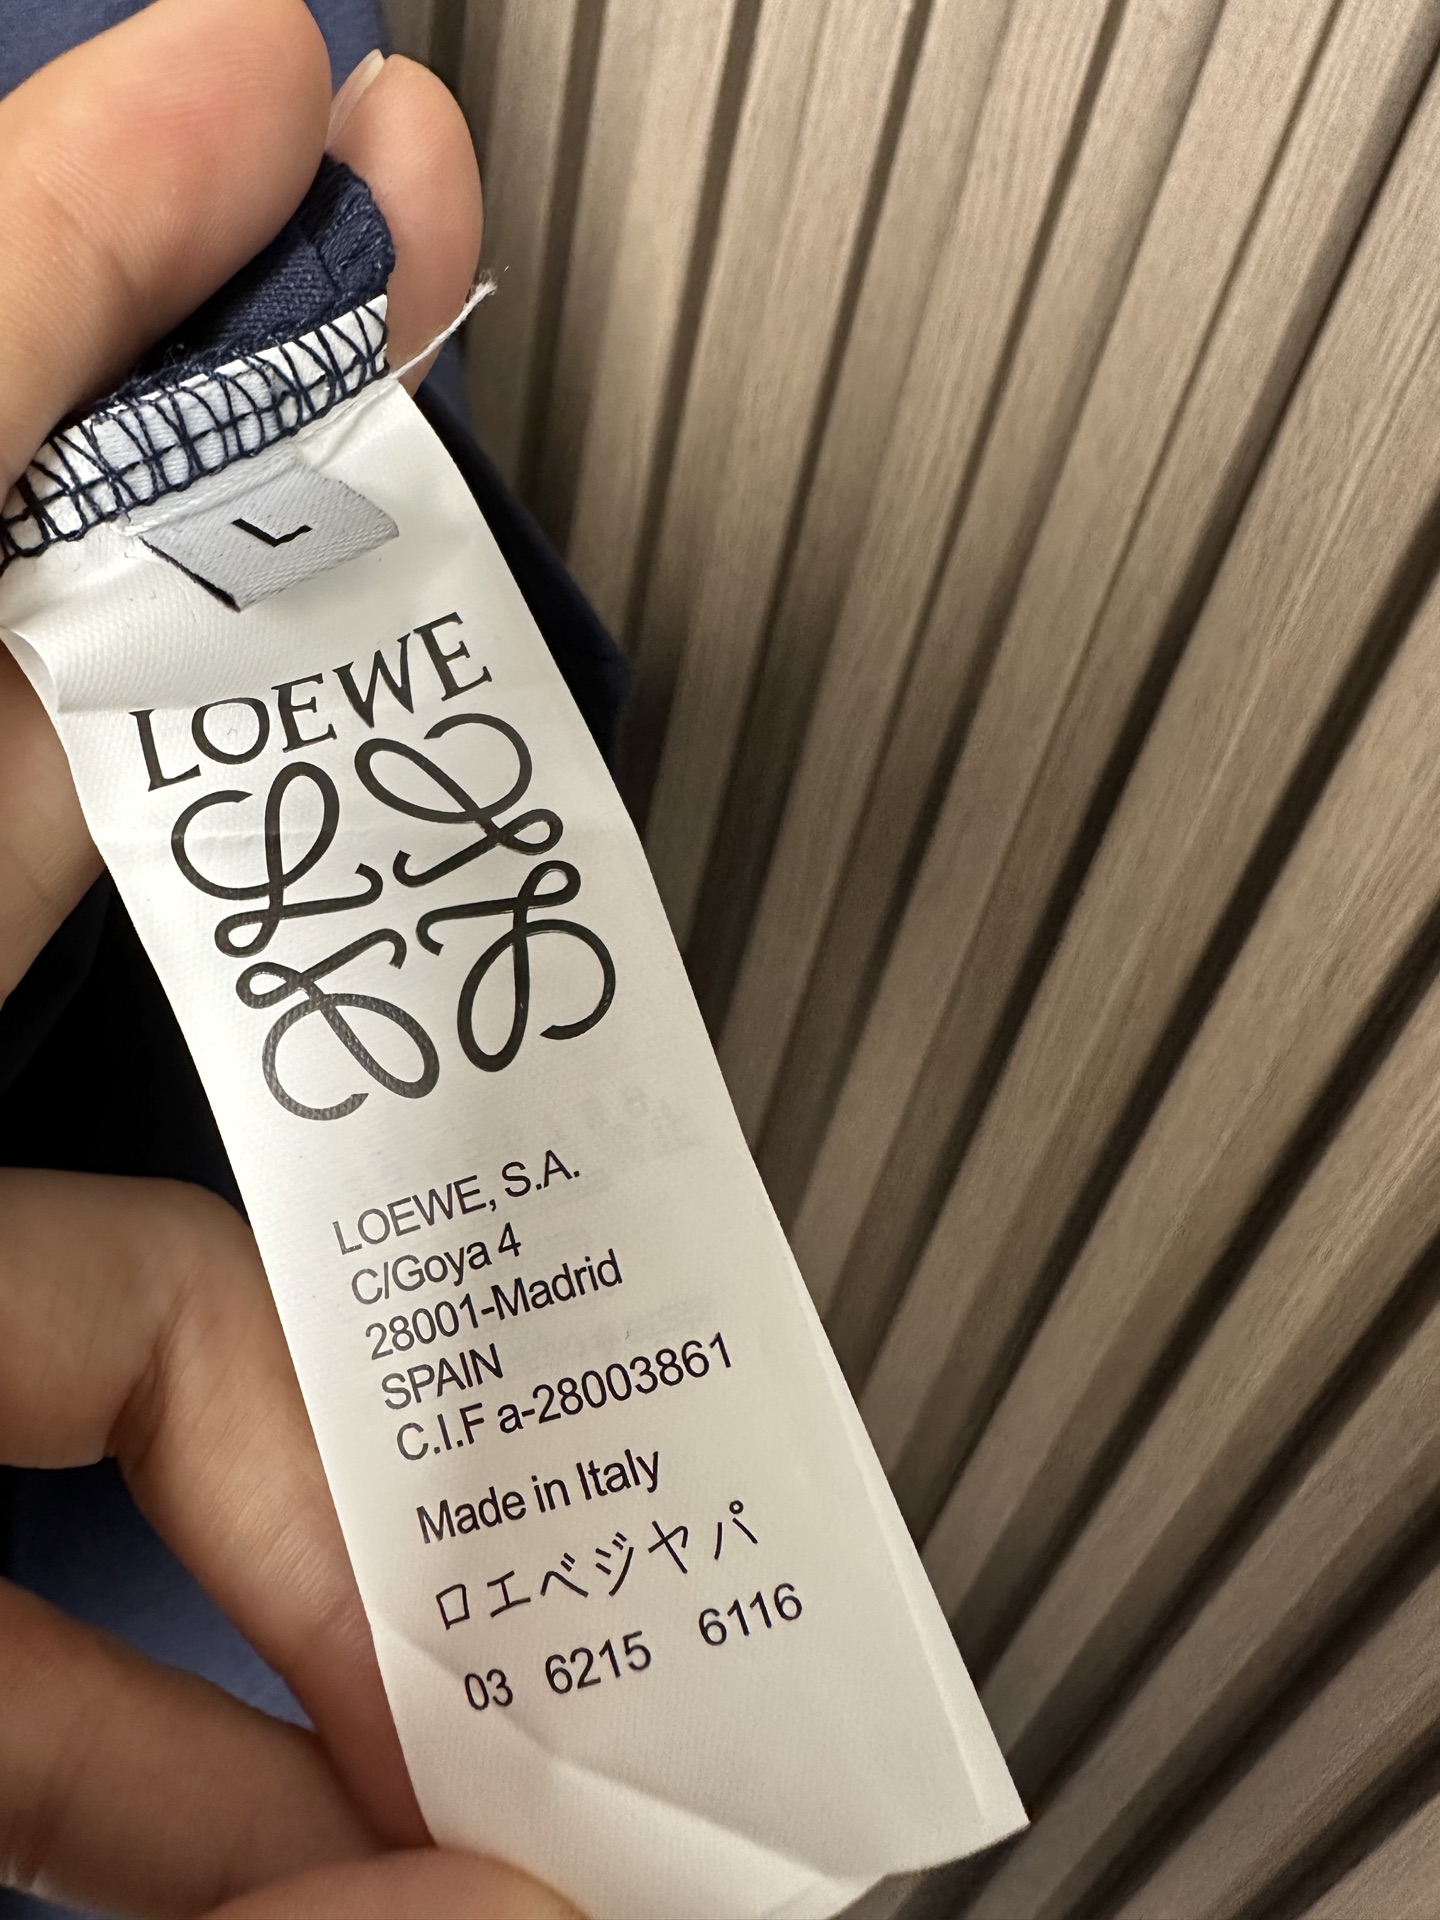 L
LOEWE
LOEWE, S.A.
C/Goya 4
28001-Madrid
SPAIN
C.I.F a-28003861
Made in Italy
ロエベジャパ
03 6215 6116